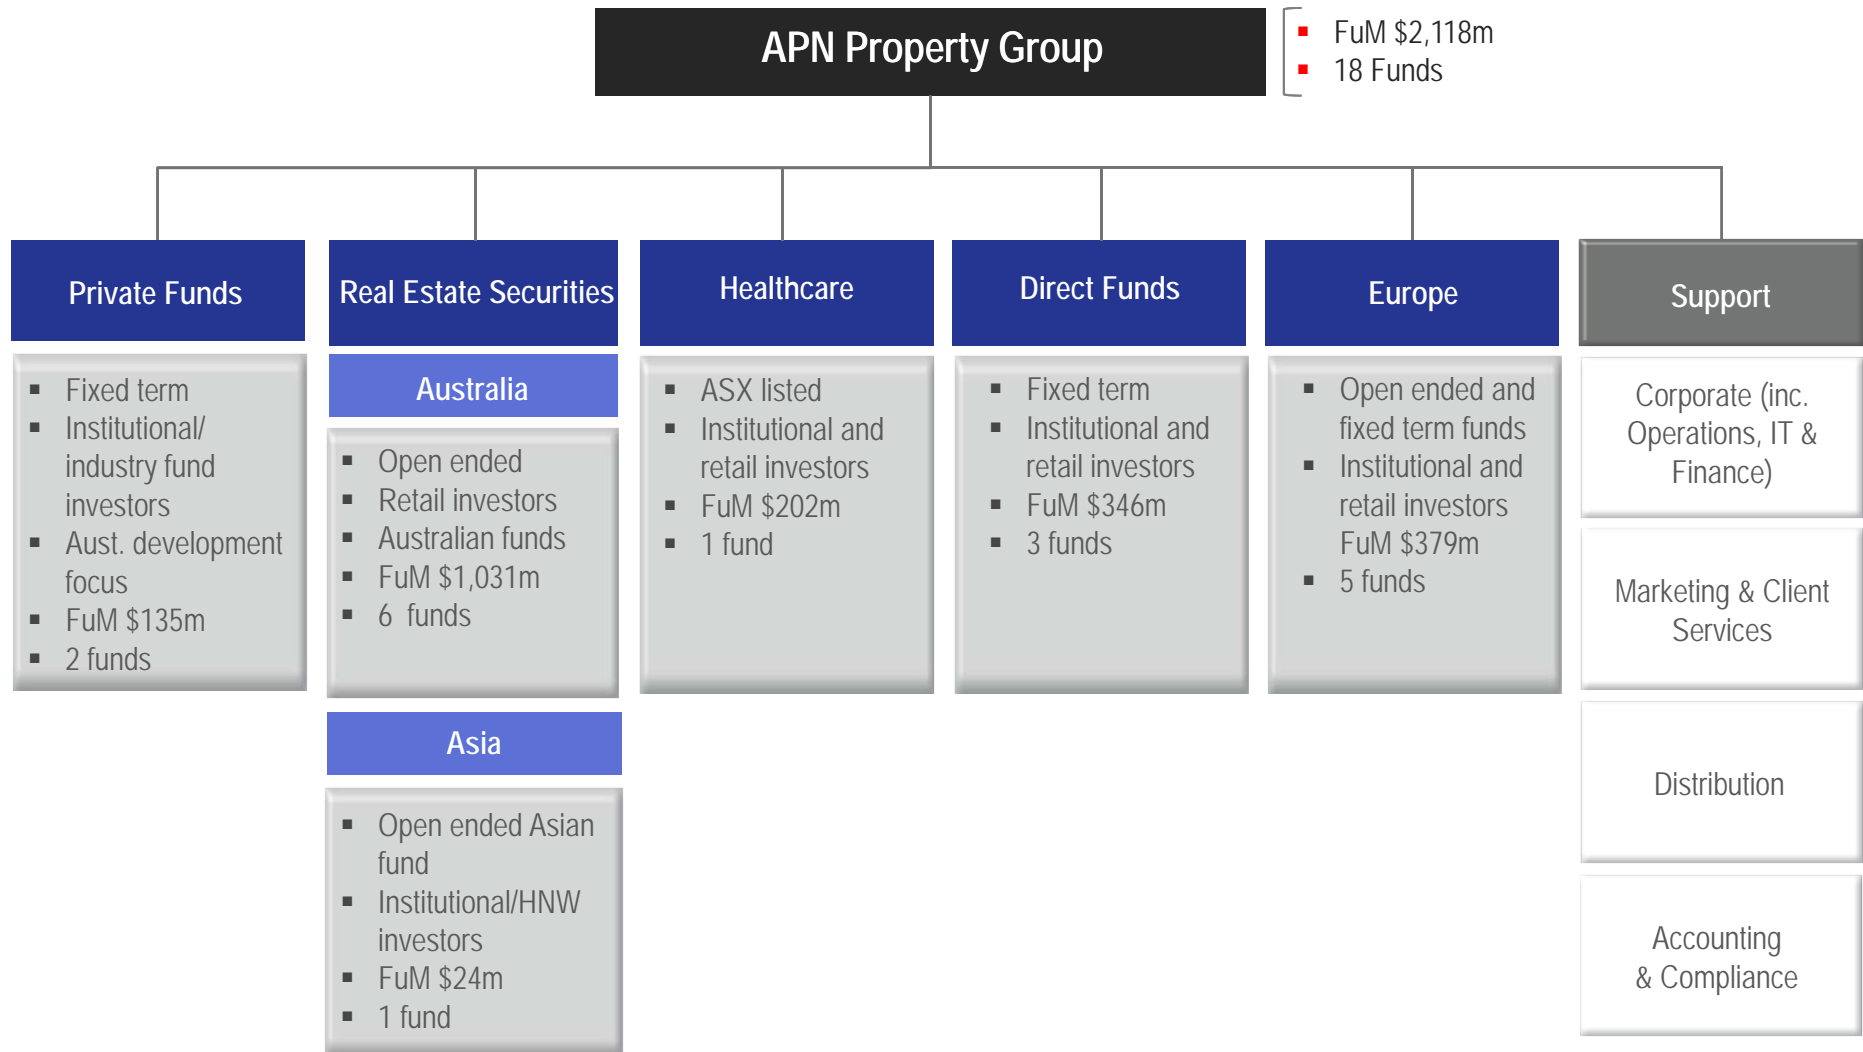 APN Property Group
▪ FuM $2,118m
▪ 18 Funds
Private Funds
▪ Fixed term
▪ Institutional/
industry fund
investors
▪ Aust. development
focus
▪ FuM $135m
▪ 2 funds
Real Estate Securities
Australia
▪ Open ended
▪ Retail investors
▪ Australian funds
▪ FuM $1,031m
▪ 6 funds
Asia
▪ Open ended Asian
fund
▪ Institutional/HNW
investors
▪ FuM $24m
▪ 1 fund
Healthcare
▪ ASX listed
▪ Institutional and
retail investors
▪ FuM $202m
▪ 1 fund
Direct Funds
▪ Fixed term
▪ Institutional and
retail investors
▪ FuM $346m
▪ 3 funds
Europe
▪ Open ended and
fixed term funds
▪ Institutional and
retail investors
FuM $379m
▪ 5 funds
Support
Corporate (inc.
Operations, IT &
Finance)
Marketing & Client
Services
Distribution
Accounting
& Compliance